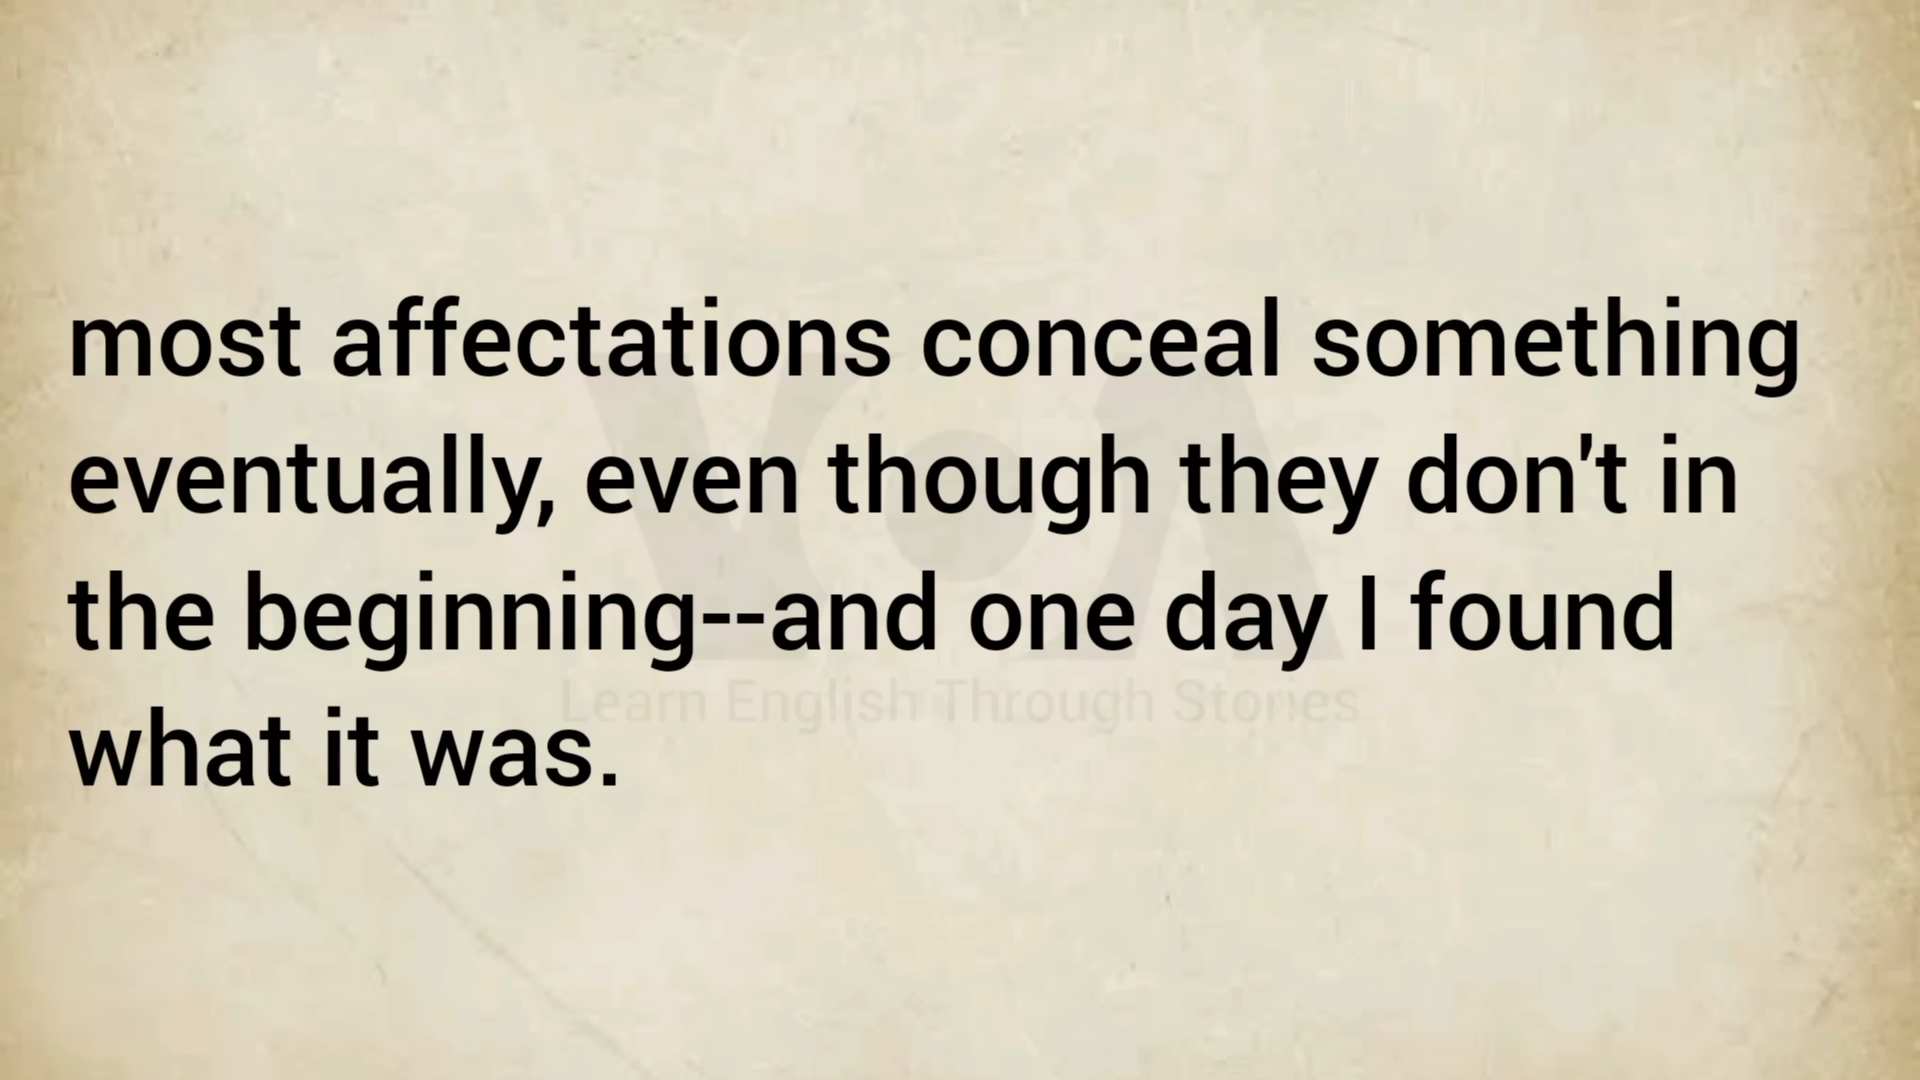 most affectations conceal something
eventually, even though they don't in
the beginning--and one day I found
what it was.
VOA
Learn English Through Stories